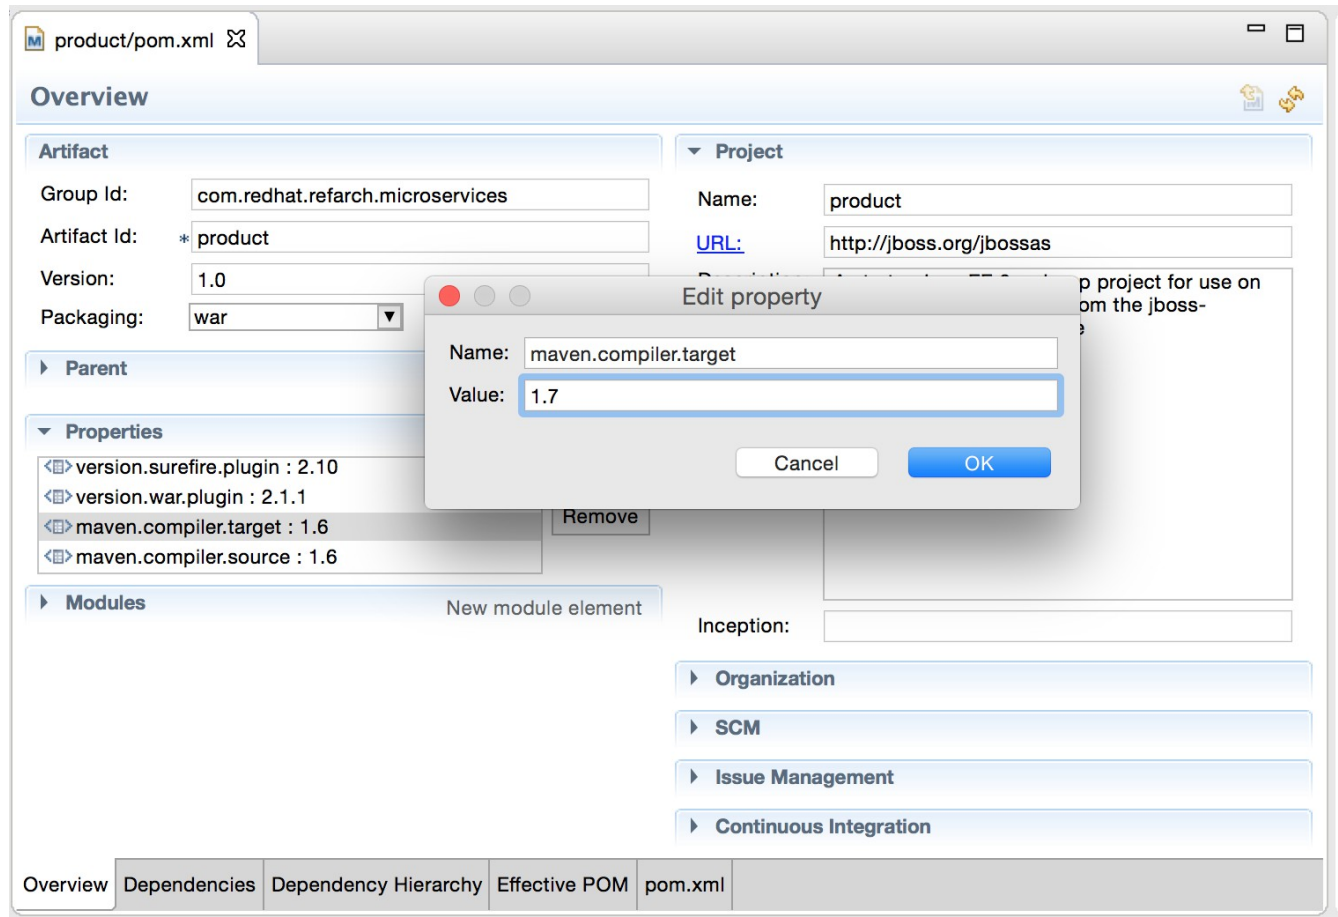 product/pom.xml
Overview
Artifact
Group Id: com.redhat.refarch.microservices
Artifact Id: * product
Version: 1.0
Packaging: war
Parent
Properties
version.surefire.plugin : 2.10
version.war.plugin : 2.1.1
maven.compiler.target : 1.6
maven.compiler.source : 1.6
Remove
Modules
New module element
Project
Name: product
URL: http://jboss.org/jbossas
p project for use on
om the jboss-
Edit property
Name: maven.compiler.target
Value: 1.7
Cancel OK
Inception:
Organization
SCM
Issue Management
Continuous Integration
Overview Dependencies Dependency Hierarchy Effective POM pom.xml